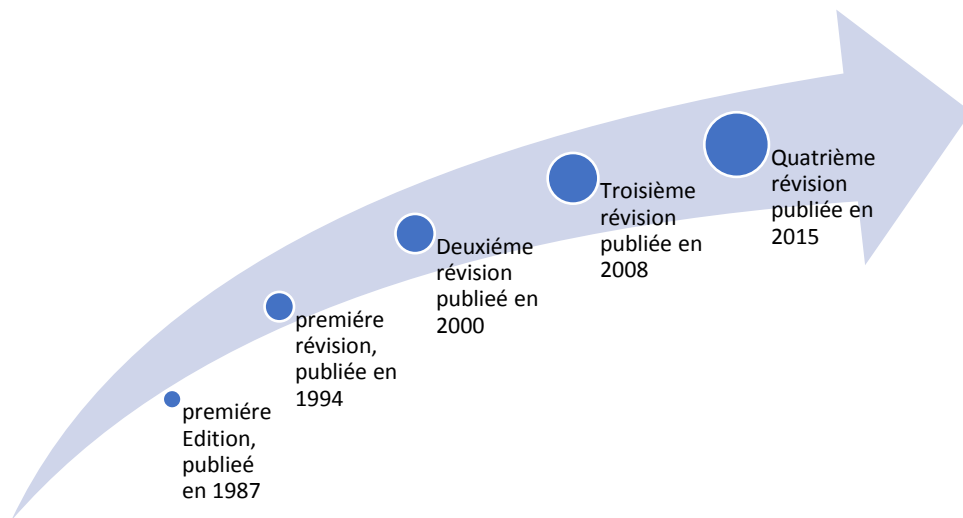 premiére
Edition,
publieé
en 1987
premiére
révision,
publiée en
1994
Deuxiéme
révision
publieé en
2000
Troisième
révision
publiée en
2008
Quatrième
révision
publiée en
2015